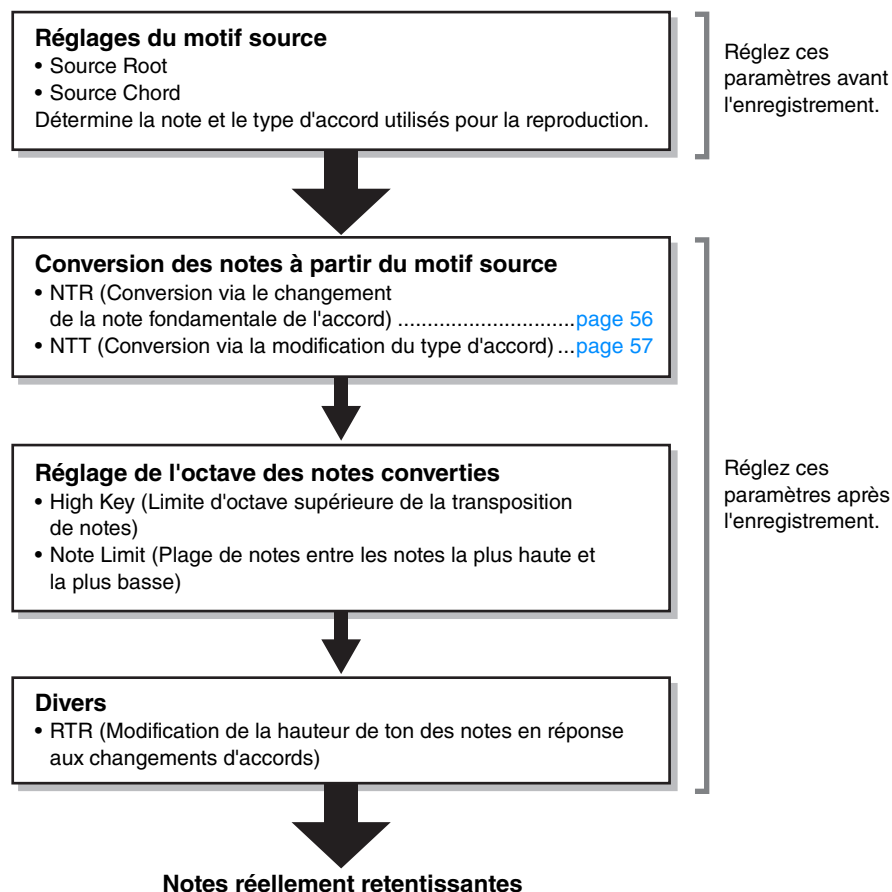 Réglages du motif source
• Source Root
• Source Chord
Détermine la note et le type d'accord utilisés pour la reproduction.
Réglez ces
paramètres avant
l'enregistrement.
Conversion des notes à partir du motif source
• NTR (Conversion via le changement
de la note fondamentale de l'accord) ..............................page 56
• NTT (Conversion via la modification du type d'accord) ...page 57
Réglage de l'octave des notes converties
• High Key (Limite d'octave supérieure de la transposition
de notes)
• Note Limit (Plage de notes entre les notes la plus haute et
la plus basse)
Réglez ces
paramètres après
l'enregistrement.
Divers
• RTR (Modification de la hauteur de ton des notes en réponse
aux changements d'accords)
Notes réellement retentissantes